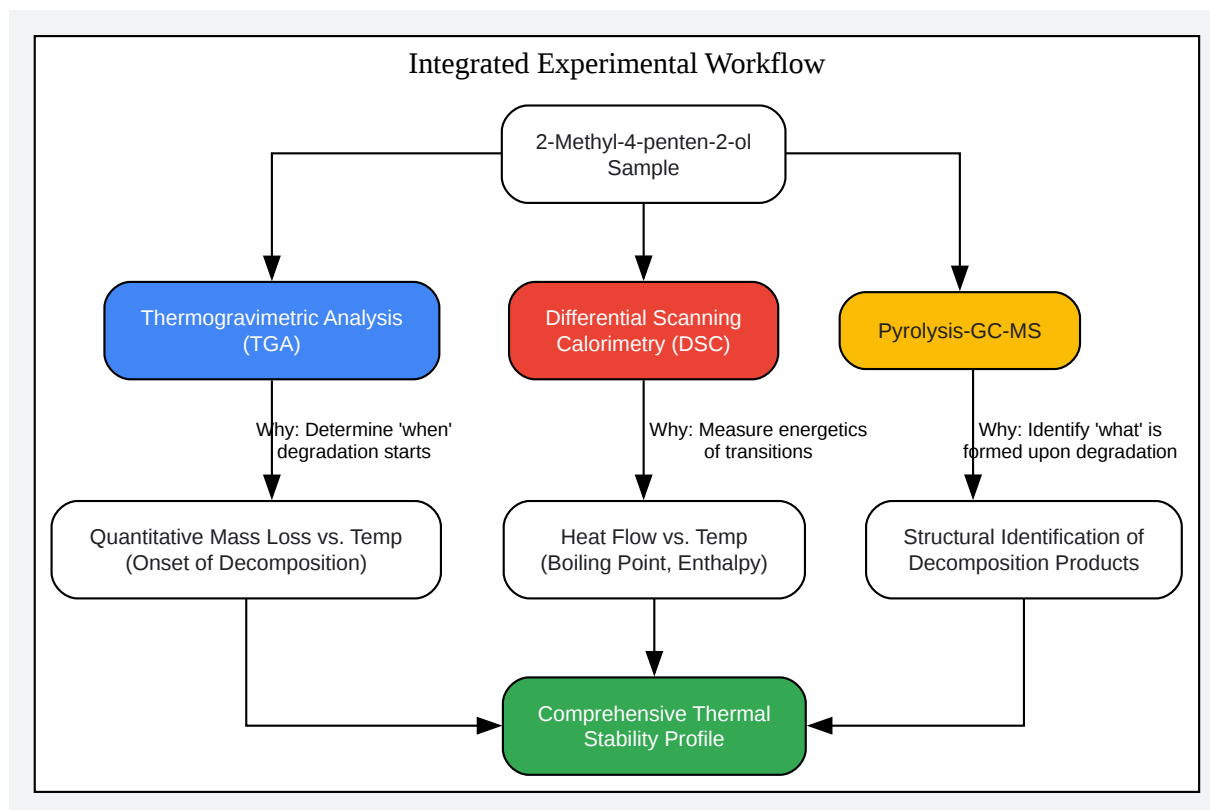 Integrated Experimental Workflow
2-Methyl-4-penten-2-ol
Sample
Thermogravimetric Analysis
(TGA)
Differential Scanning
Calorimetry (DSC)
Pyrolysis-GC-MS
Why: Determine 'when'
degradation starts
Why: Measure energetics
of transitions
Why: Identify 'what' is
formed upon degradation
Quantitative Mass Loss vs. Temp
(Onset of Decomposition)
Heat Flow vs. Temp
(Boiling Point, Enthalpy)
Structural Identification of
Decomposition Products
Comprehensive Thermal
Stability Profile